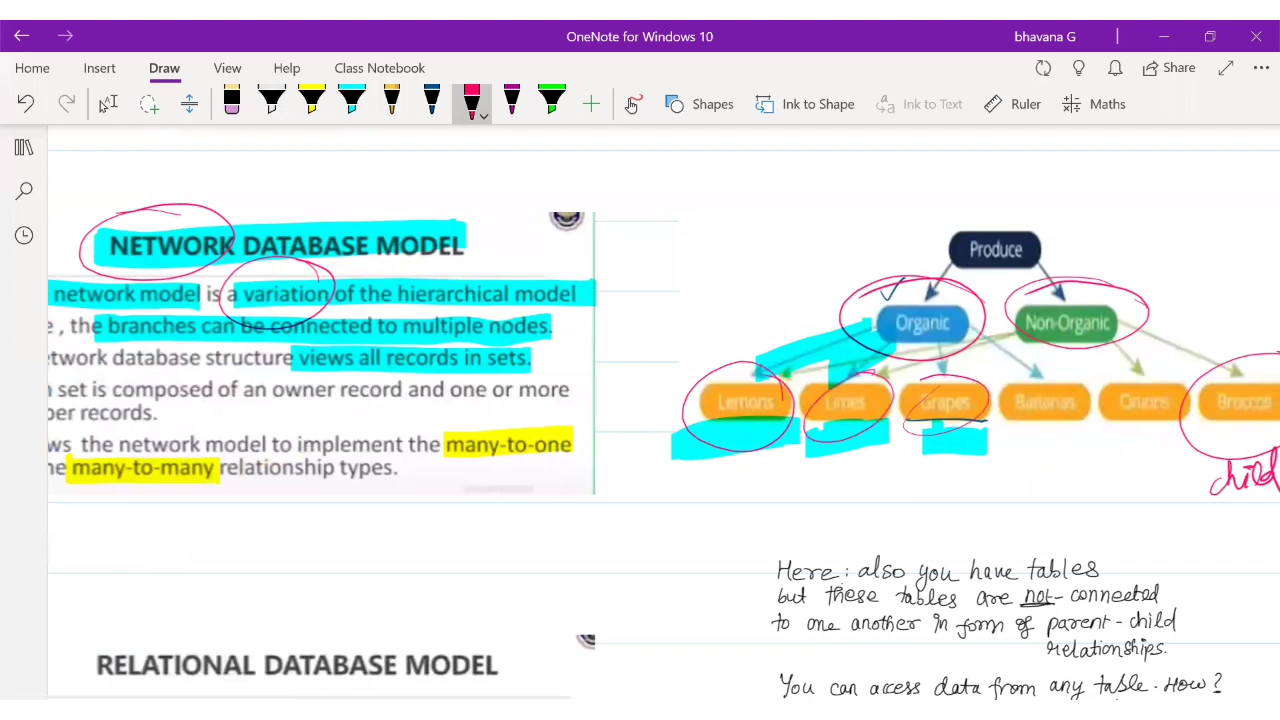 OneNote for Windows 10
bhavana G
Home
Insert
Draw
View
Help
Class Notebook
Share
Shapes
Ink to Shape
Ink to Text
Ruler
Maths
NETWORK DATABASE MODEL
network model is a variation of the hierarchical model
e , the branches can be connected to multiple nodes.
etwork database structure views all records in sets.
set is composed of an owner record and one or more
per records.
ws the network model to implement the many-to-one
ne many-to-many relationship types.
Produce
Organic
Non-Organic
Lemons
Limes
Grapes
Bananas
Onions
Brocco
child
Here: also you have tables
but these tables are not-connected
to one another in form of parent-child
relationships.
RELATIONAL DATABASE MODEL
You can access data from any table. How?